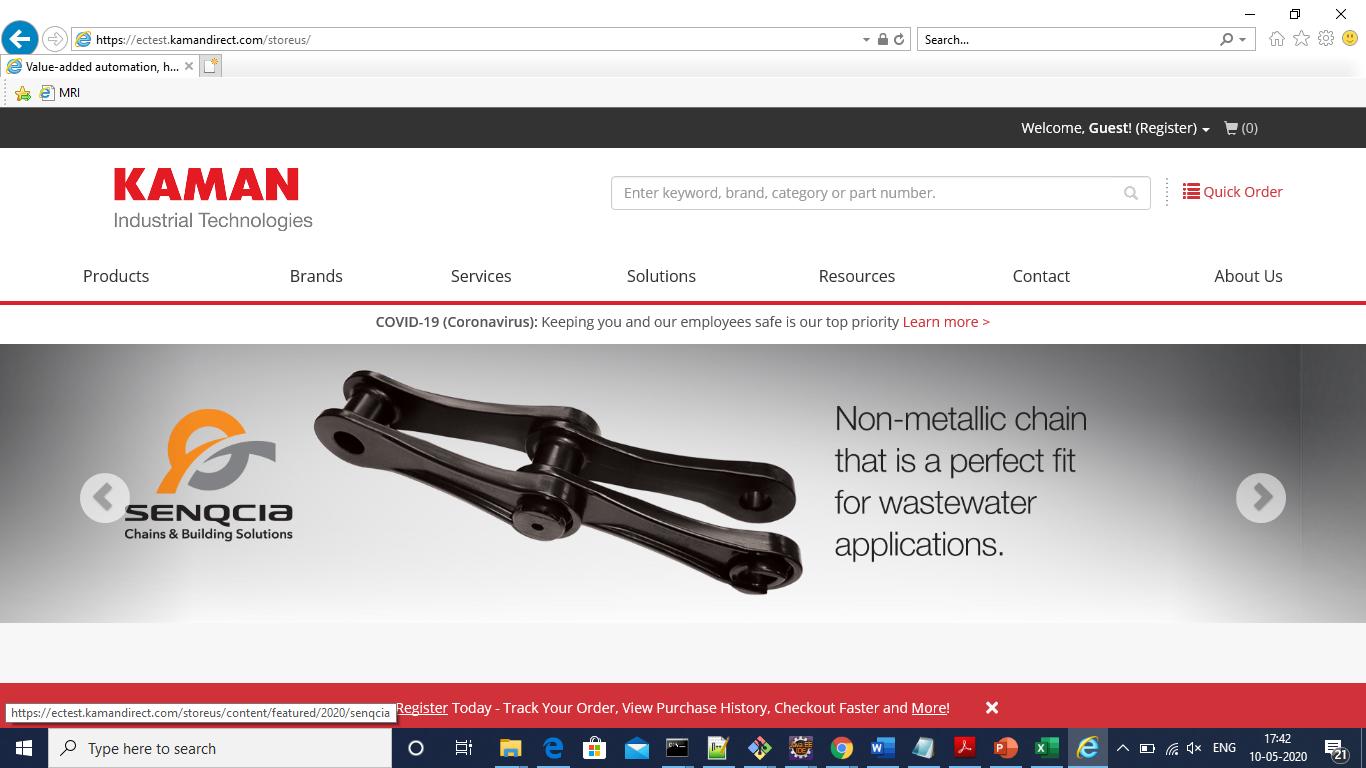 https://ectest.kamandirect.com/storeus/
Search...
Value-added automation, h...
MRI
Welcome, Guest! (Register)
(0)
KAMAN
Industrial Technologies
Enter keyword, brand, category or part number.
Quick Order
Products Brands Services Solutions Resources Contact About Us
COVID-19 (Coronavirus): Keeping you and our employees safe is our top priority Learn more >
SENQCIA
Chains & Building Solutions
Non-metallic chain
that is a perfect fit
for wastewater
applications.
Register Today - Track Your Order, View Purchase History, Checkout Faster and More!
https://ectest.kamandirect.com/storeus/content/featured/2020/senqcia
Type here to search
ENG
17:42
10-05-2020
21